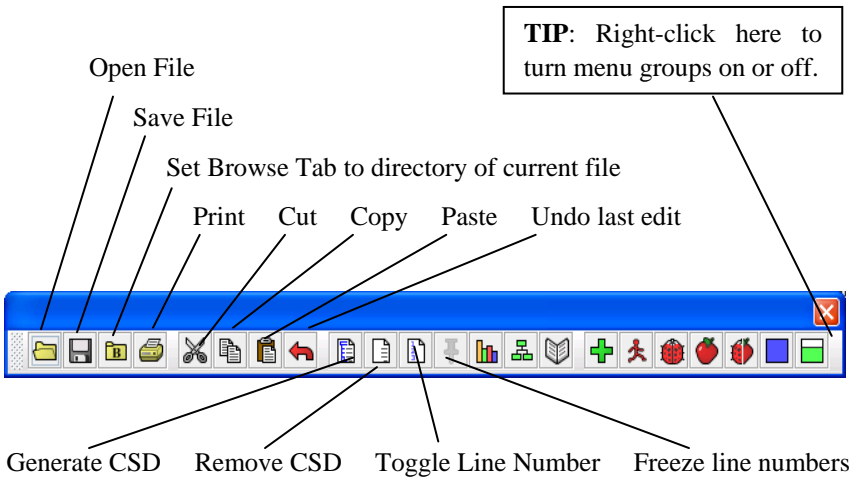 TIP: Right-click here to
turn menu groups on or off.
Open File
Save File
Set Browse Tab to directory of current file
Print Cut Copy Paste Undo last edit
B
Generate CSD Remove CSD Toggle Line Number Freeze line numbers